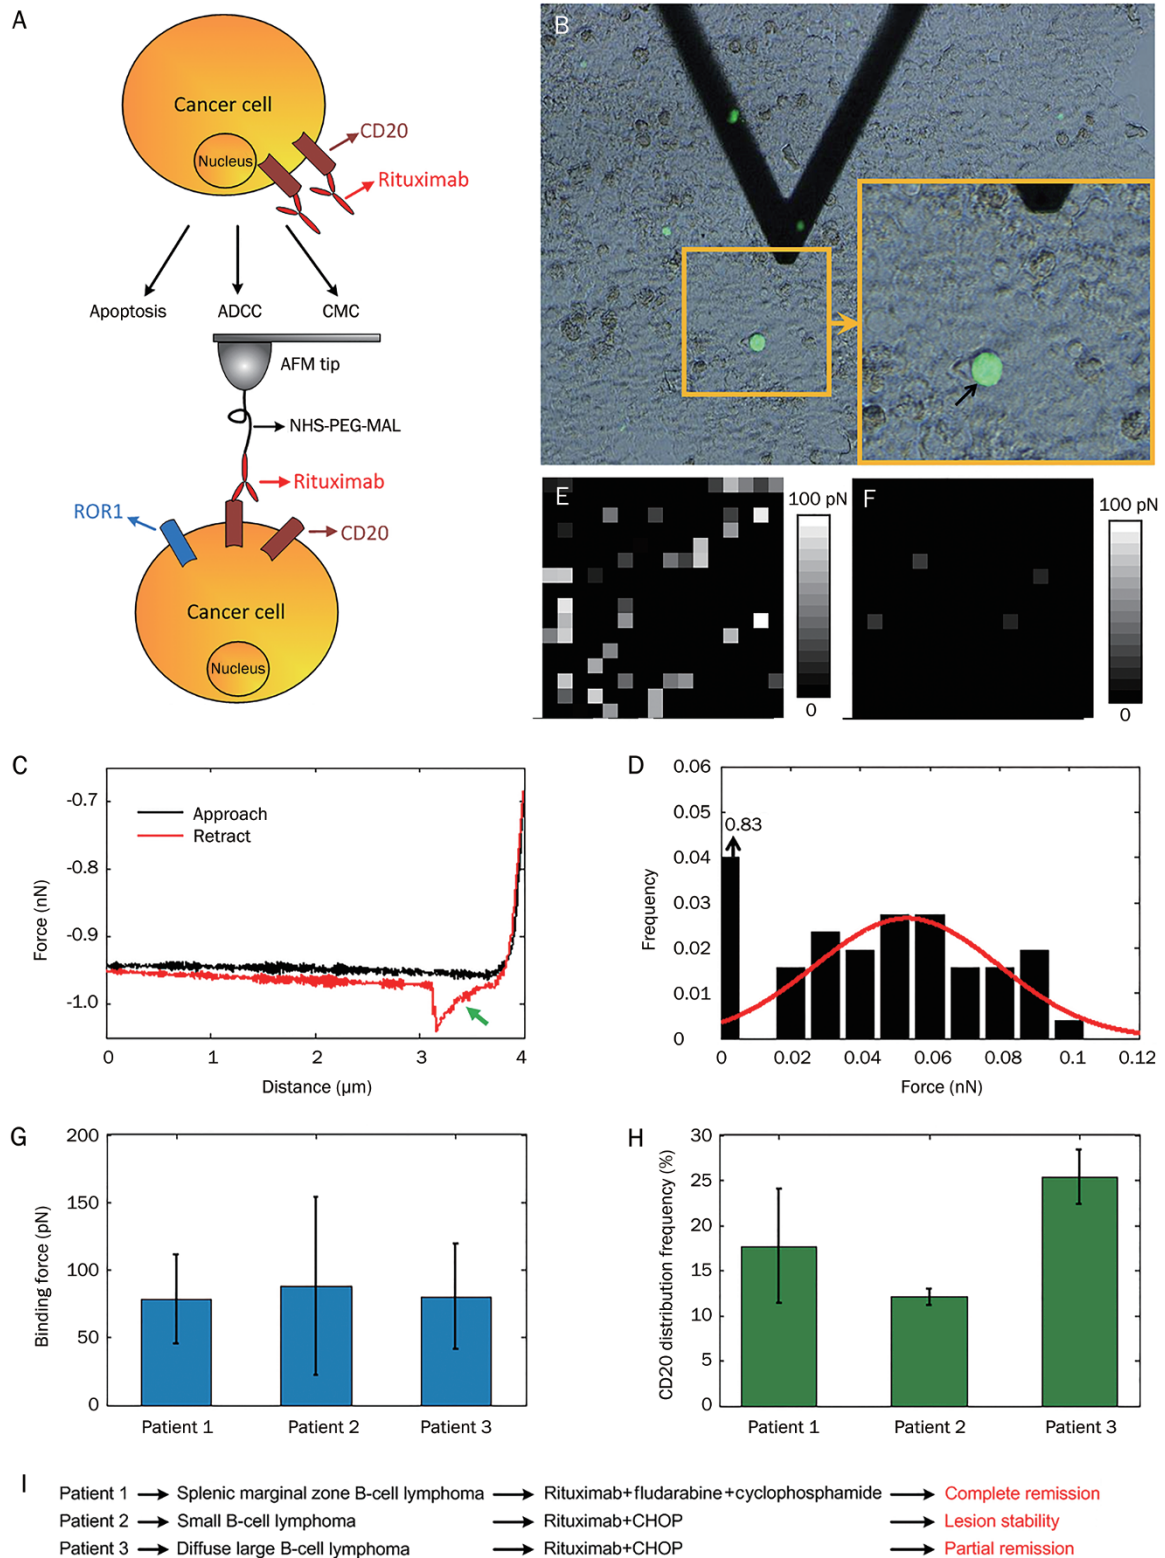 A
Cancer cell
CD20
Nucleus
Rituximab
Apoptosis
ADCC
CMC
AFM tip
NHS-PEG-MAL
Rituximab
ROR1
CD20
Cancer cell
Nucleus
B
E
100 pN
0
F
100 pN
0
C
-0.7
-0.8
-0.9
-1.0
Force (nN)
Approach
Retract
0 1 2 3 4
Distance (µm)
D
0.06
0.05
0.04
0.03
0.02
0.01
0
Frequency
0.83
0 0.02 0.04 0.06 0.08 0.1 0.12
Force (nN)
G
200
150
100
50
0
Binding force (pN)
Patient 1 Patient 2 Patient 3
H
30
25
20
15
10
5
0
CD20 distribution frequency (%)
Patient 1 Patient 2 Patient 3
I
Patient 1 → Splenic marginal zone B-cell lymphoma → Rituximab+fludarabine+cyclophosphamide → Complete remission
Patient 2 → Small B-cell lymphoma → Rituximab+CHOP → Lesion stability
Patient 3 → Diffuse large B-cell lymphoma → Rituximab+CHOP → Partial remission